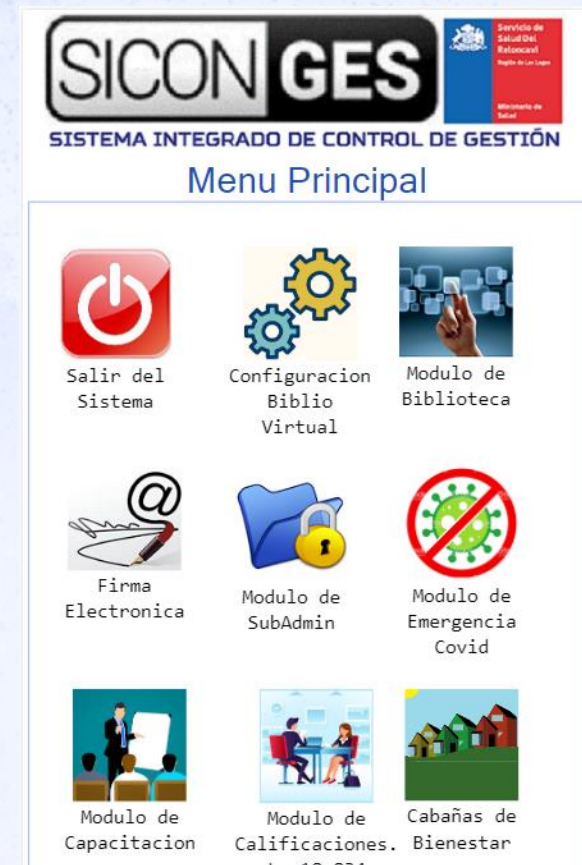 SICON GES
Servicio de
Salud Del
Reloncaví
Región de Los Lagos
Ministerio de
Salud
SISTEMA INTEGRADO DE CONTROL DE GESTIÓN
Menu Principal
Salir del
Sistema
Configuracion
Biblio
Virtual
Modulo de
Biblioteca
Firma
Electronica
Modulo de
SubAdmin
Modulo de
Emergencia
Covid
Modulo de
Capacitacion
Modulo de
Calificaciones.
Cabañas de
Bienestar